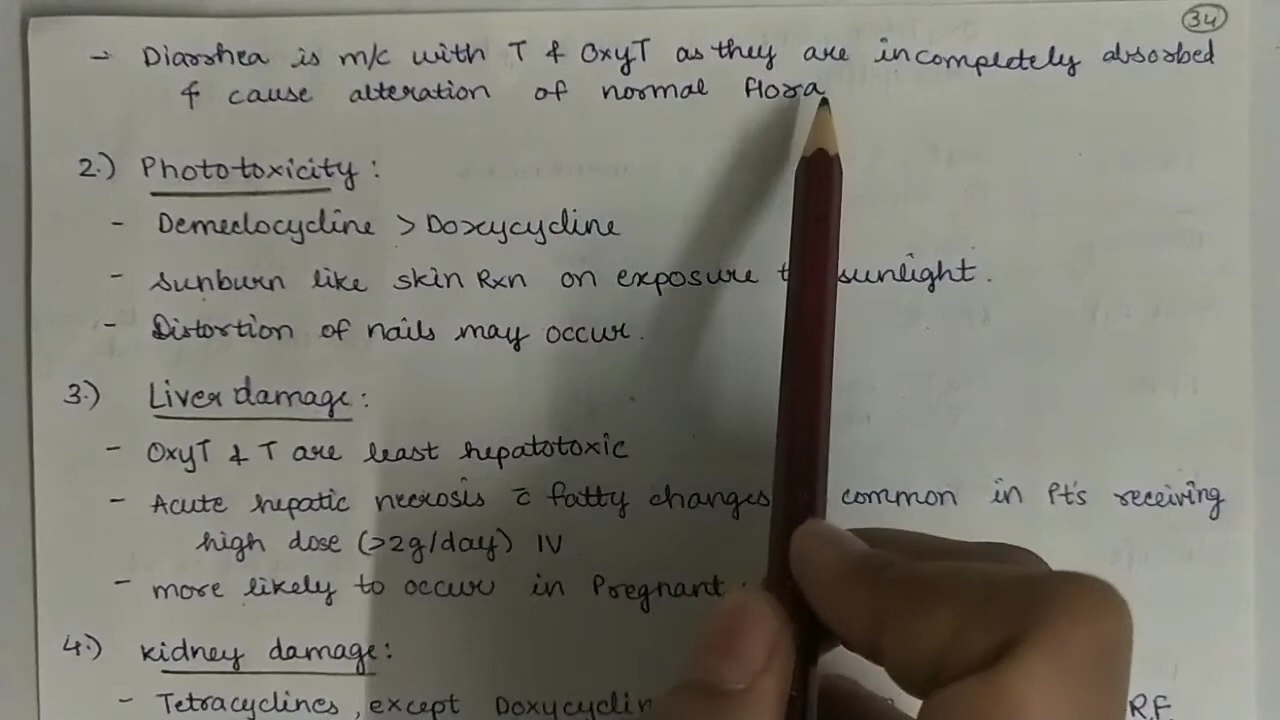 34
- Diarrhea is m/c with T & OxyT as they are incompletely absorbed
& cause alteration of normal flora
2.) Phototoxicity :
- Demeclocycline > Doxycycline
- Sunburn like skin Rxn on exposure sunlight.
- Distortion of nails may occur.
3.) Liver damage :
- OxyT & T are least hepatotoxic
- Acute hepatic necrosis c̄ fatty changes common in Pt's receiving
high dose (>2g/day) IV
- more likely to occur in Pregnant
4.) Kidney damage :
- Tetracyclines, except RF